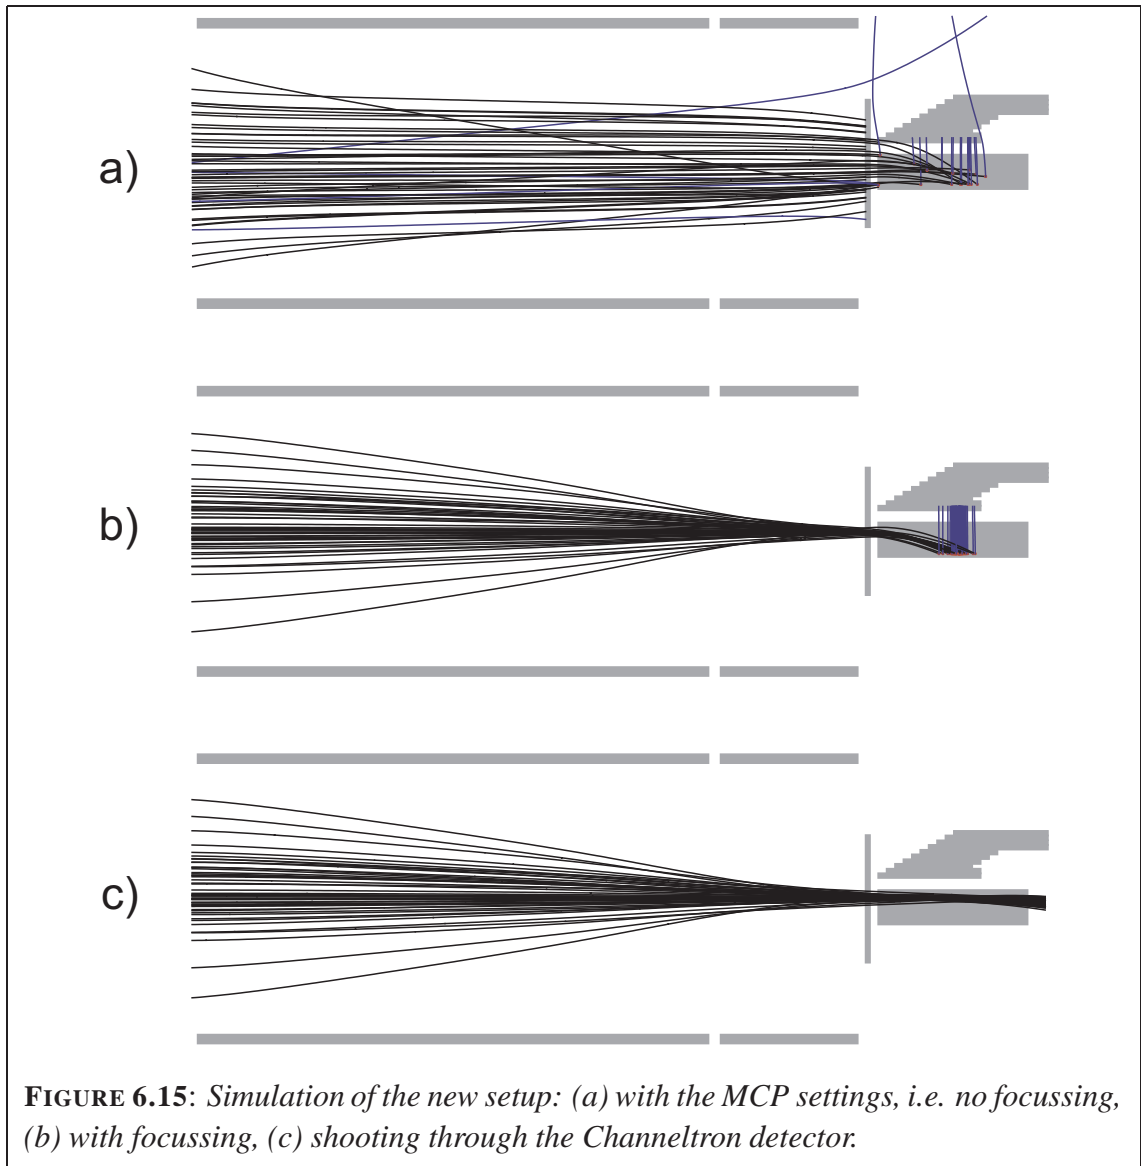 a)
b)
c)
FIGURE 6.15: Simulation of the new setup: (a) with the MCP settings, i.e. no focussing,
(b) with focussing, (c) shooting through the Channeltron detector.